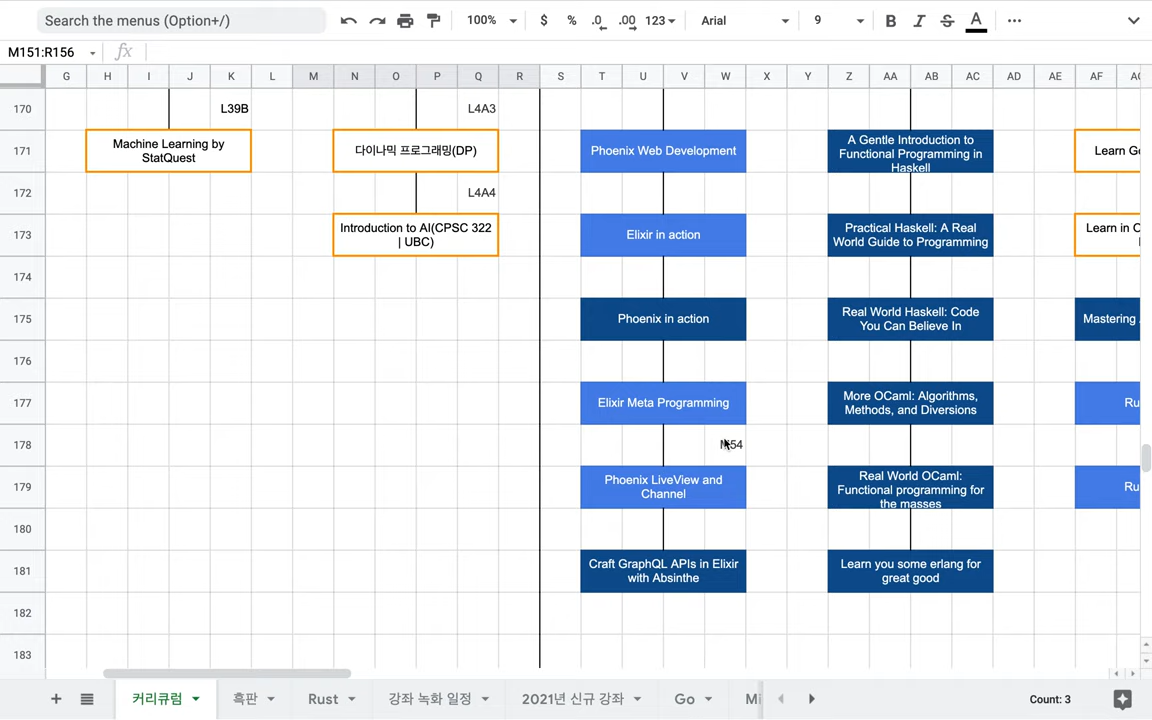 Search the menus (Option+/)
100% $ % .0 .00 123 Arial 9 B I S A
M151:R156 fx
G H I J K L M N O P Q R S T U V W X Y Z AA AB AC AD AE AF
170 L39B L4A3
171
Machine Learning by
StatQuest
다이나믹 프로그래밍(DP)
Phoenix Web Development
A Gentle Introduction to
Functional Programming in
Haskell
172 L4A4
173
Introduction to AI(CPSC 322
| UBC)
Elixir in action
Practical Haskell: A Real
World Guide to Programming
Learn in
174
175
Phoenix in action
Real World Haskell: Code
You Can Believe In
Mastering
176
177
Elixir Meta Programming
More OCaml: Algorithms,
Methods, and Diversions
Ru
178
179
Phoenix LiveView and
Channel
Real World OCaml:
Functional programming for
the masses
Ru
180
181
Craft GraphQL APIs in Elixir
with Absinthe
Learn you some erlang for
great good
182
183
커리큘럼 흑판 Rust 강좌 녹화 일정 2021년 신규 강좌 Go Count: 3